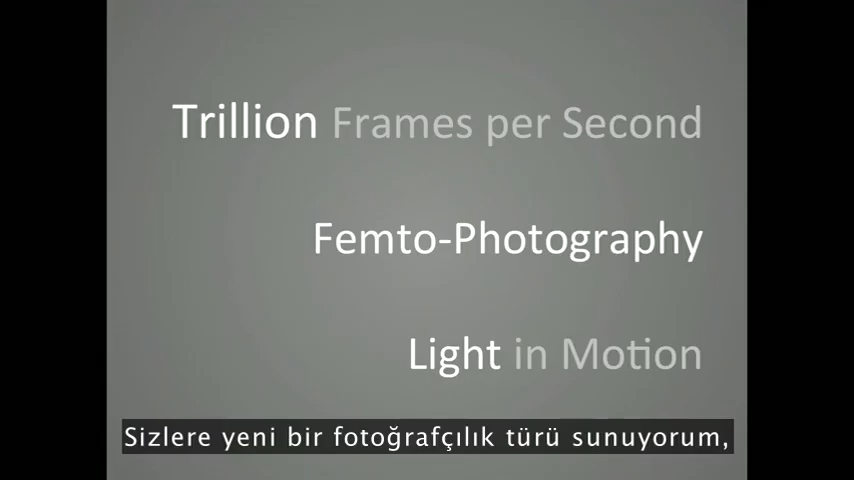 Trillion Frames per Second
Femto-Photography
Light in Motion
Sizlere yeni bir fotoğrafçılık türü sunuyorum,